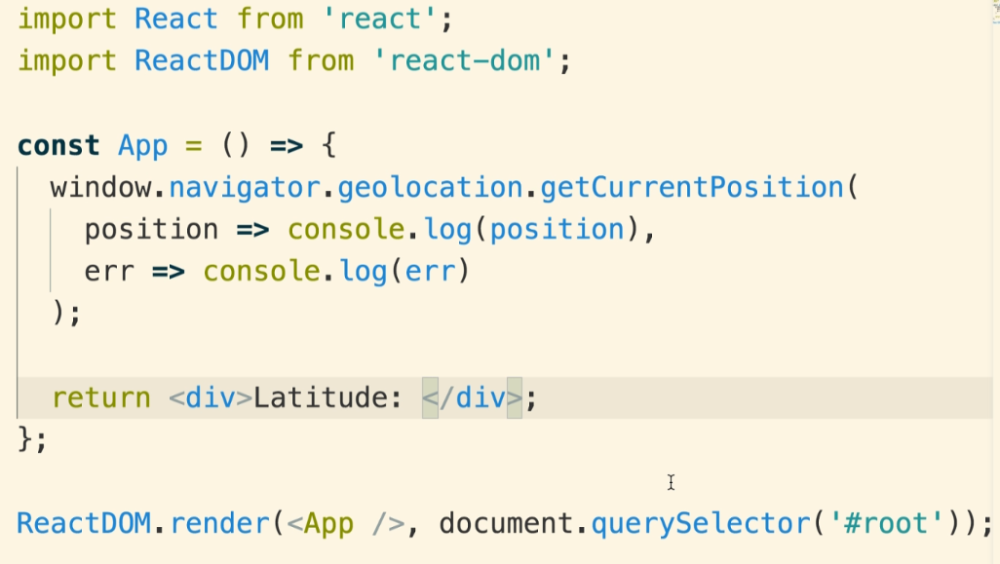 import React from 'react';
import ReactDOM from 'react-dom';
const App = () => {
window.navigator.geolocation.getCurrentPosition(
position => console.log(position),
err => console.log(err)
);
return <div>Latitude: </div>;
};
ReactDOM.render(<App />, document.querySelector('#root'));